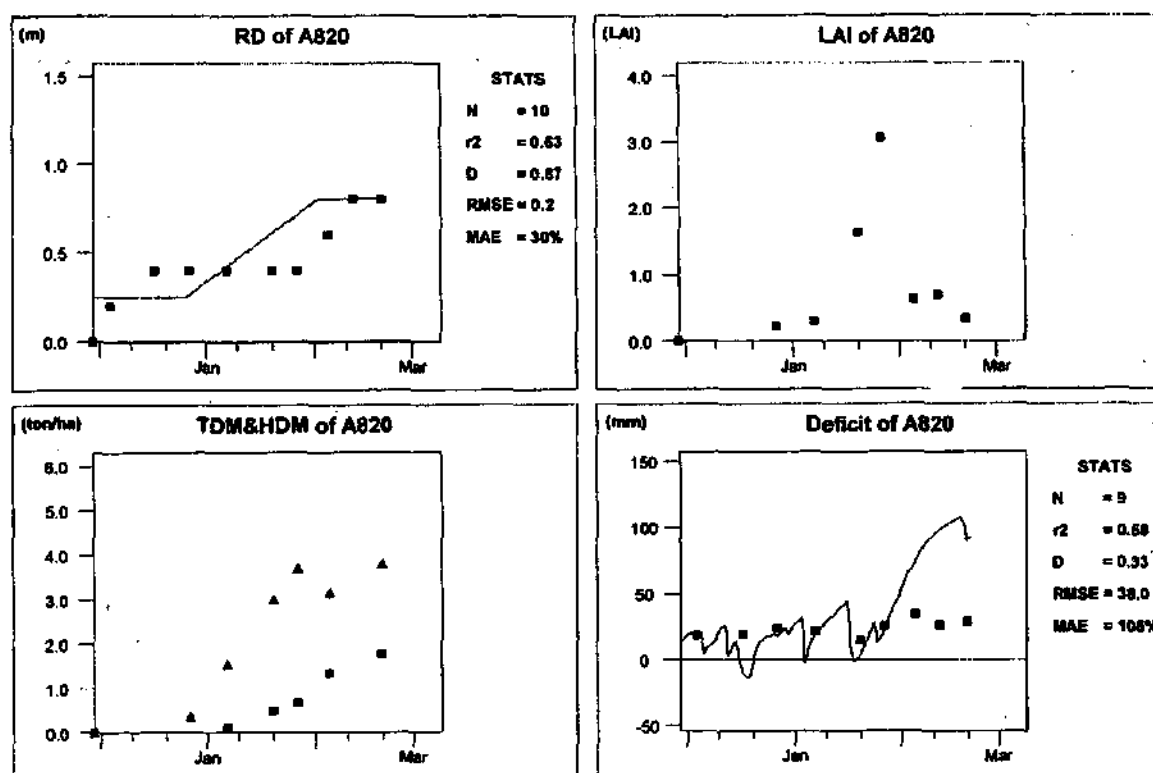 (m)
RD of A820
1.5
1.0
0.5
0.0
Jan
Mar
STATS
N = 10
r2 = 0.63
D = 0.87
RMSE = 0.2
MAE = 30%
(LAI)
LAI of A820
4.0
3.0
2.0
1.0
0.0
Jan
Mar
(ton/ha)
TDM&HDM of A820
6.0
5.0
4.0
3.0
2.0
1.0
0.0
Jan
Mar
(mm)
Deficit of A820
150
100
50
0
-50
Jan
Mar
STATS
N = 9
r2 = 0.58
D = 0.33
RMSE = 38.0
MAE = 108%